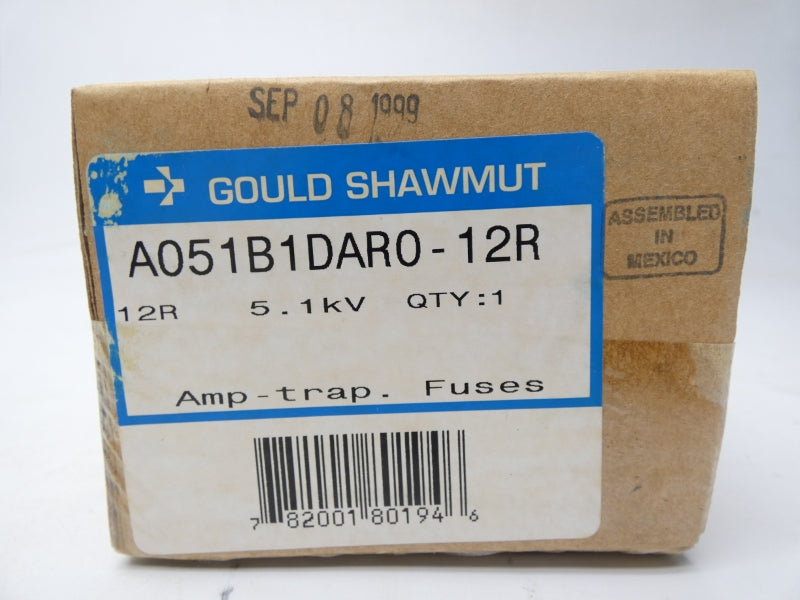 SEP 08 1999
GOULD SHAWMUT
A051B1DAR0-12R
12R 5.1kV QTY:1
Amp-trap. Fuses
7 82001 80194 6
ASSEMBLED
IN
MEXICO